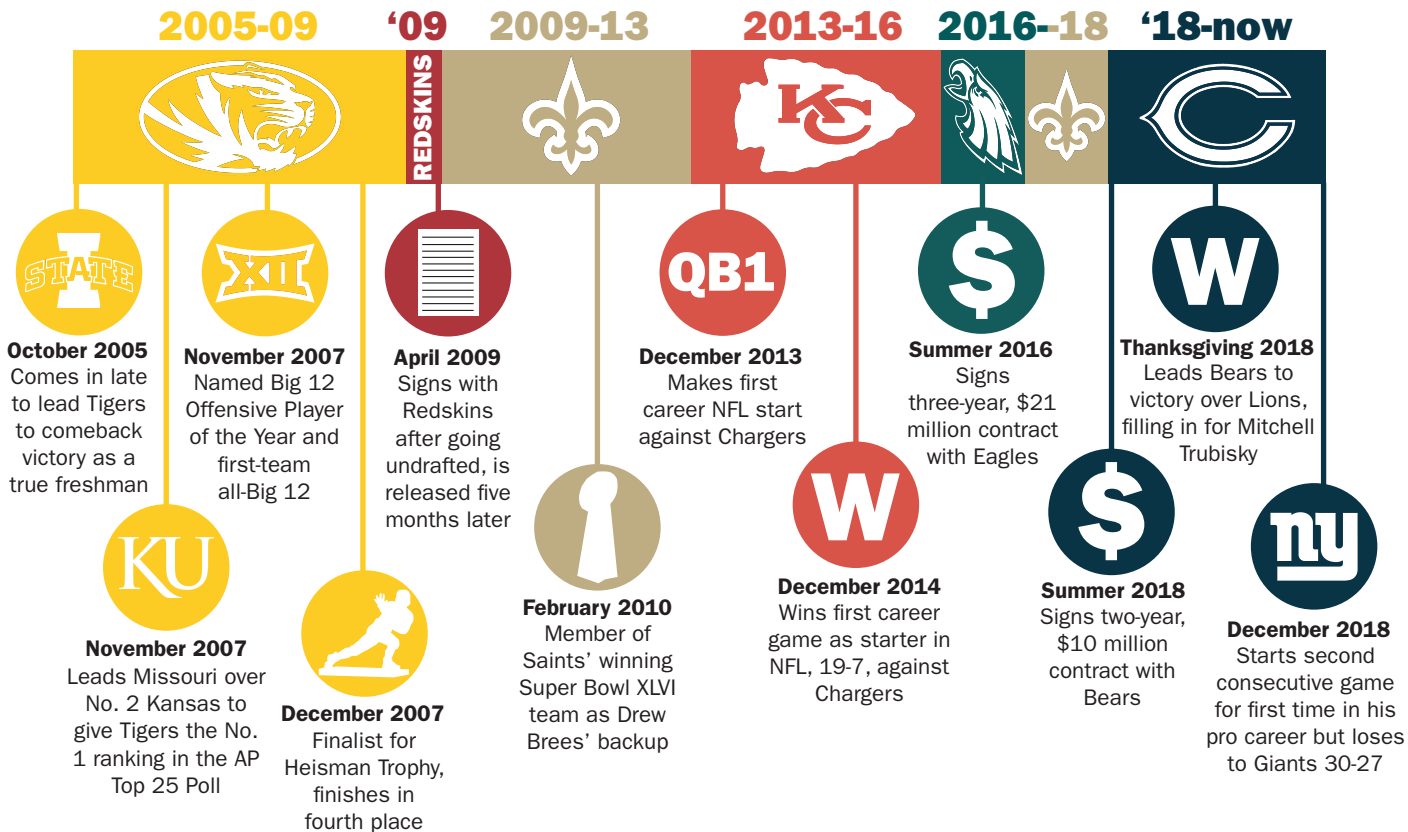 2005-09
‘09
2009-13
2013-16
2016-
-18
‘18-now
REDSKINS
KC
C
STATE
I
October 2005
Comes in late
to lead Tigers
to comeback
victory as a
true freshman
KU
November 2007
Leads Missouri over
No. 2 Kansas to
give Tigers the No.
1 ranking in the AP
Top 25 Poll
XII
November 2007
Named Big 12
Offensive Player
of the Year and
first-team
all-Big 12
December 2007
Finalist for
Heisman Trophy,
finishes in
fourth place
April 2009
Signs with
Redskins
after going
undrafted, is
released five
months later
February 2010
Member of
Saints’ winning
Super Bowl XLVI
team as Drew
Brees’ backup
QB1
December 2013
Makes first
career NFL start
against Chargers
W
December 2014
Wins first career
game as starter in
NFL, 19-7, against
Chargers
$
Summer 2016
Signs
three-year, $21
million contract
with Eagles
$
Summer 2018
Signs two-year,
$10 million
contract with
Bears
W
Thanksgiving 2018
Leads Bears to
victory over Lions,
filling in for Mitchell
Trubisky
ny
December 2018
Starts second
consecutive game
for first time in his
pro career but loses
to Giants 30-27